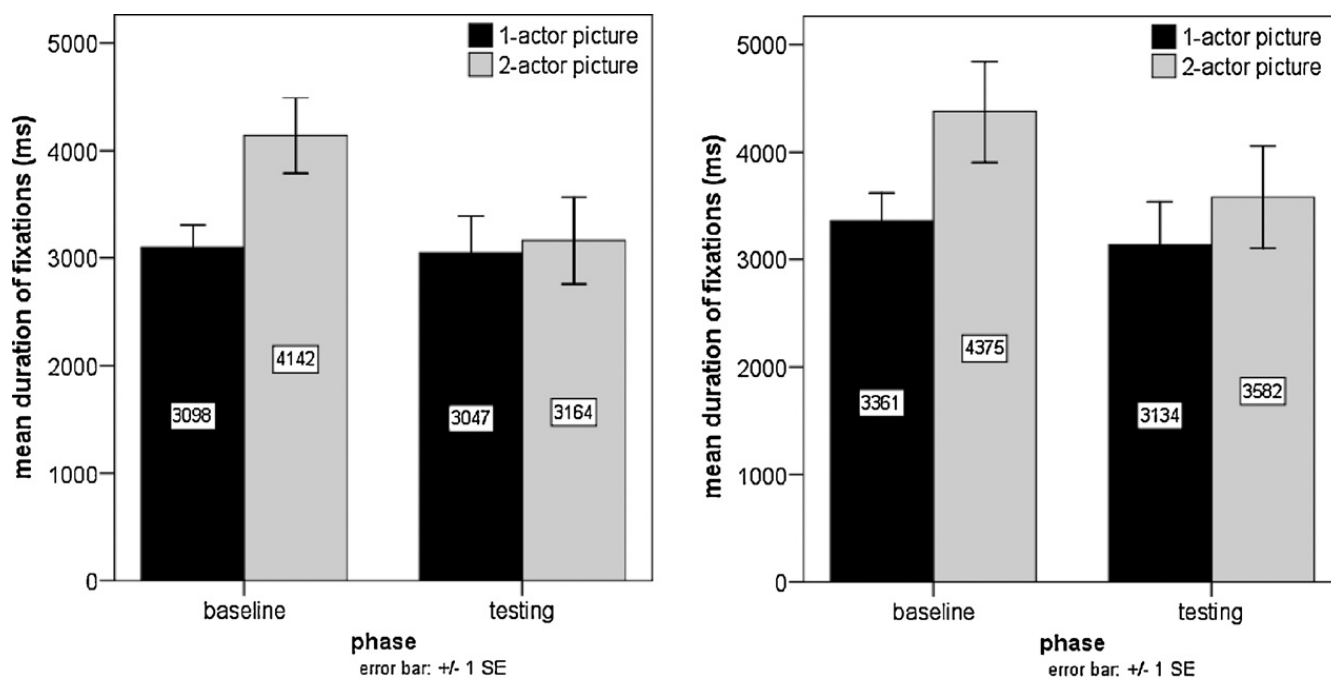 mean duration of fixations (ms)
5000
4000
3000
2000
1000
0
1-actor picture
2-actor picture
3098
4142
3047
3164
baseline
testing
phase
error bar: +/- 1 SE
mean duration of fixations (ms)
5000
4000
3000
2000
1000
0
1-actor picture
2-actor picture
3361
4375
3134
3582
baseline
testing
phase
error bar: +/- 1 SE